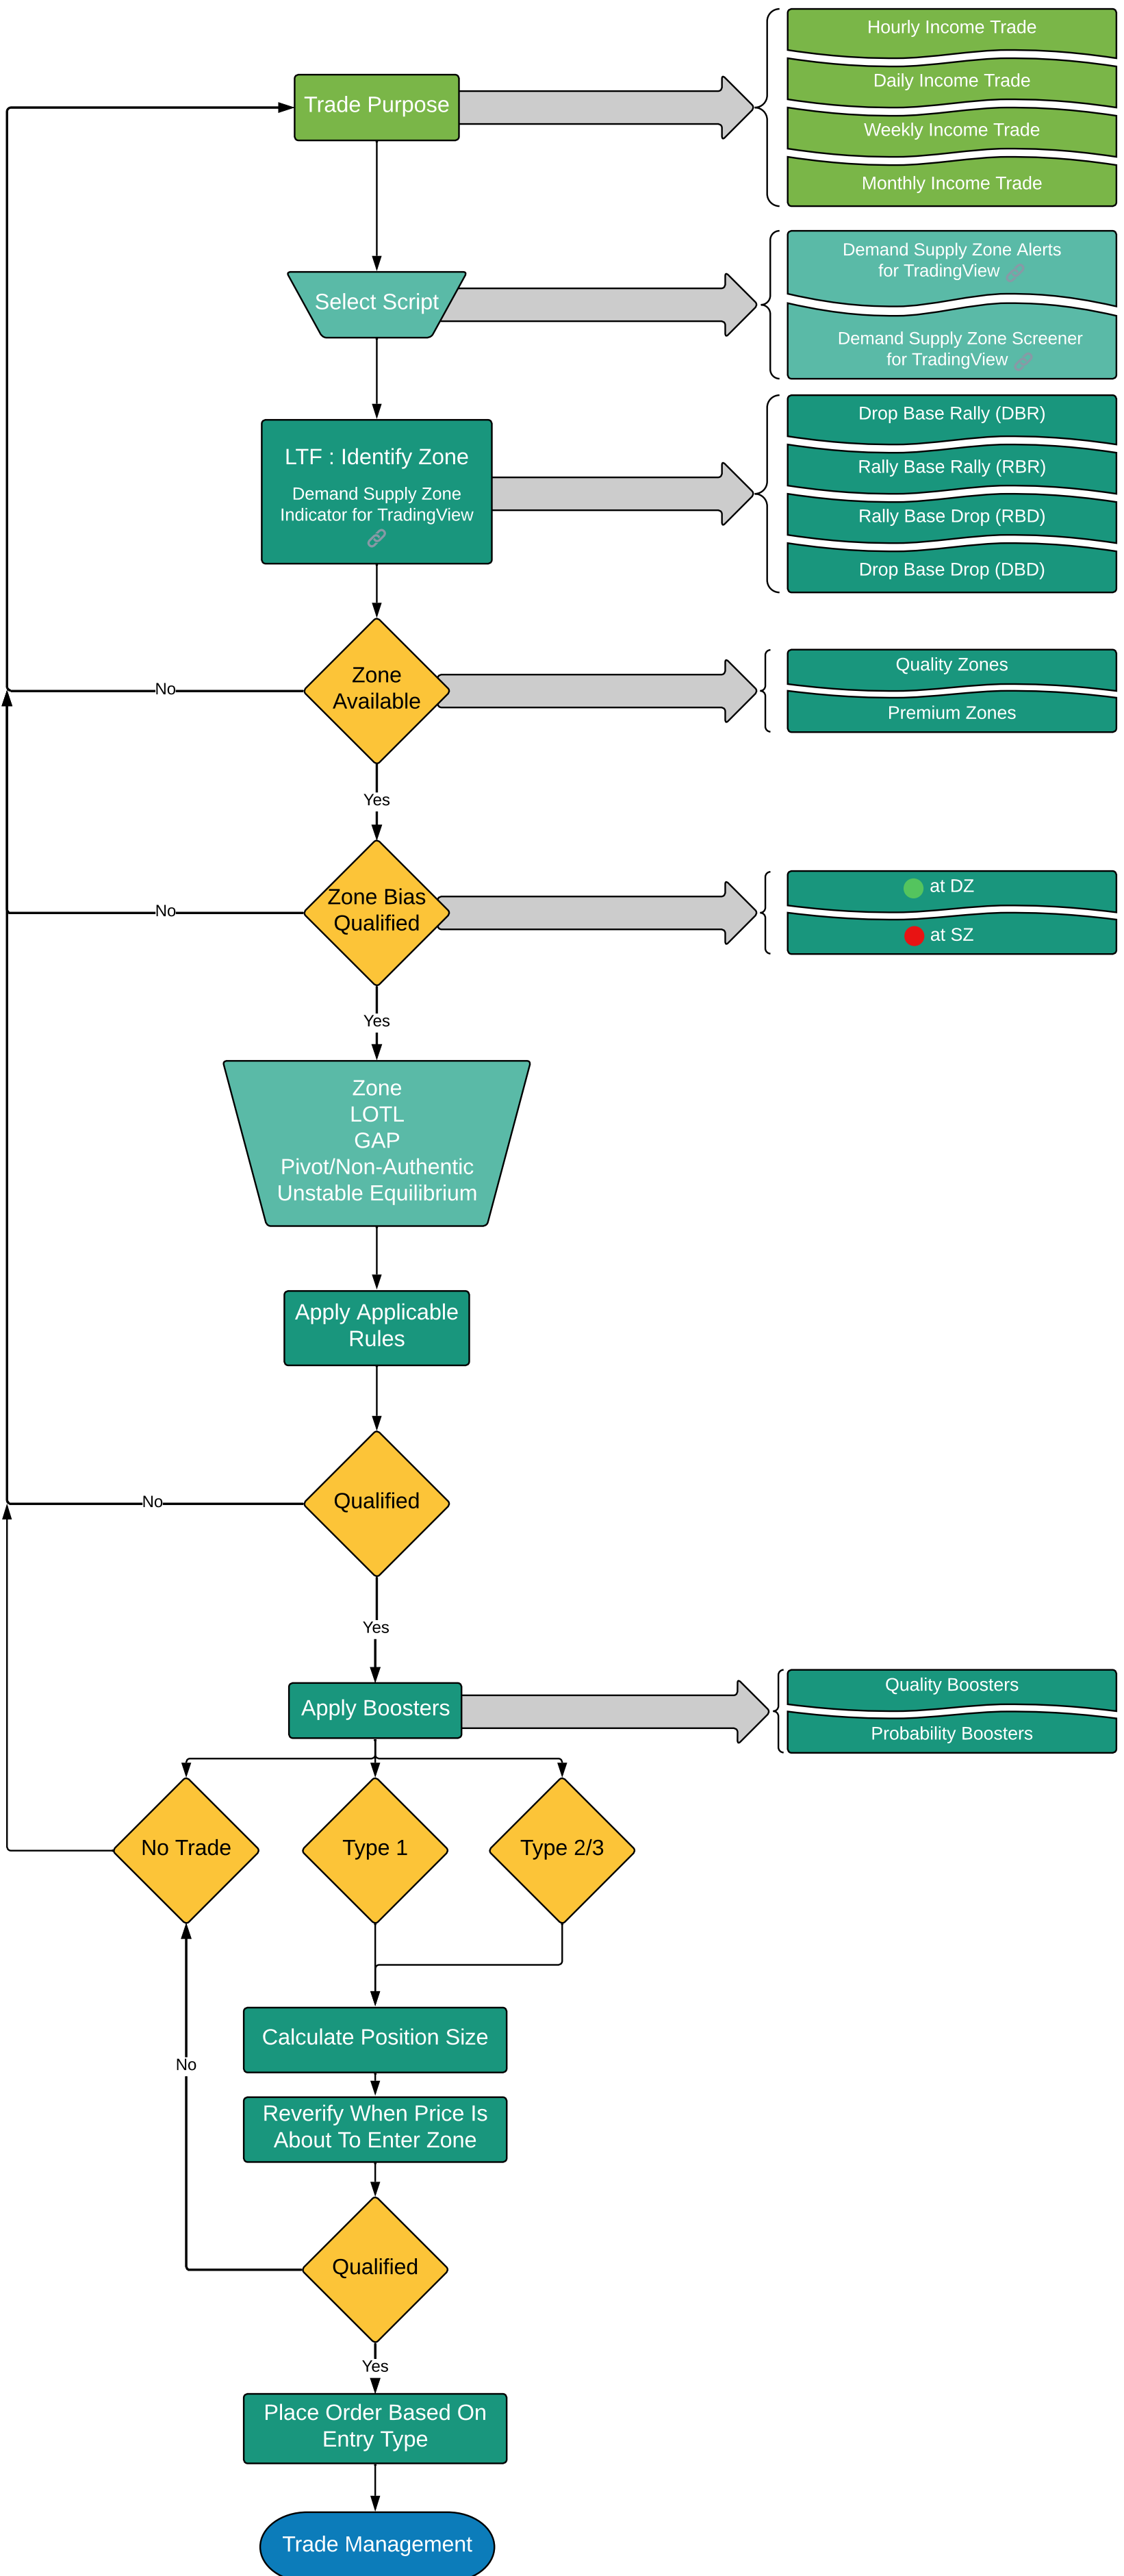 Trade Purpose
Hourly Income Trade
Daily Income Trade
Weekly Income Trade
Monthly Income Trade
Select Script
Demand Supply Zone Alerts
for TradingView
Demand Supply Zone Screener
for TradingView
LTF : Identify Zone
Demand Supply Zone
Indicator for TradingView
Drop Base Rally (DBR)
Rally Base Rally (RBR)
Rally Base Drop (RBD)
Drop Base Drop (DBD)
Zone
Available
No
Quality Zones
Premium Zones
Yes
Zone Bias
Qualified
No
at DZ
at SZ
Yes
Zone
LOTL
GAP
Pivot/Non-Authentic
Unstable Equilibrium
Apply Applicable
Rules
Qualified
No
Yes
Apply Boosters
Quality Boosters
Probability Boosters
No Trade
Type 1
Type 2/3
Calculate Position Size
No
Reverify When Price Is
About To Enter Zone
Qualified
Yes
Place Order Based On
Entry Type
Trade Management